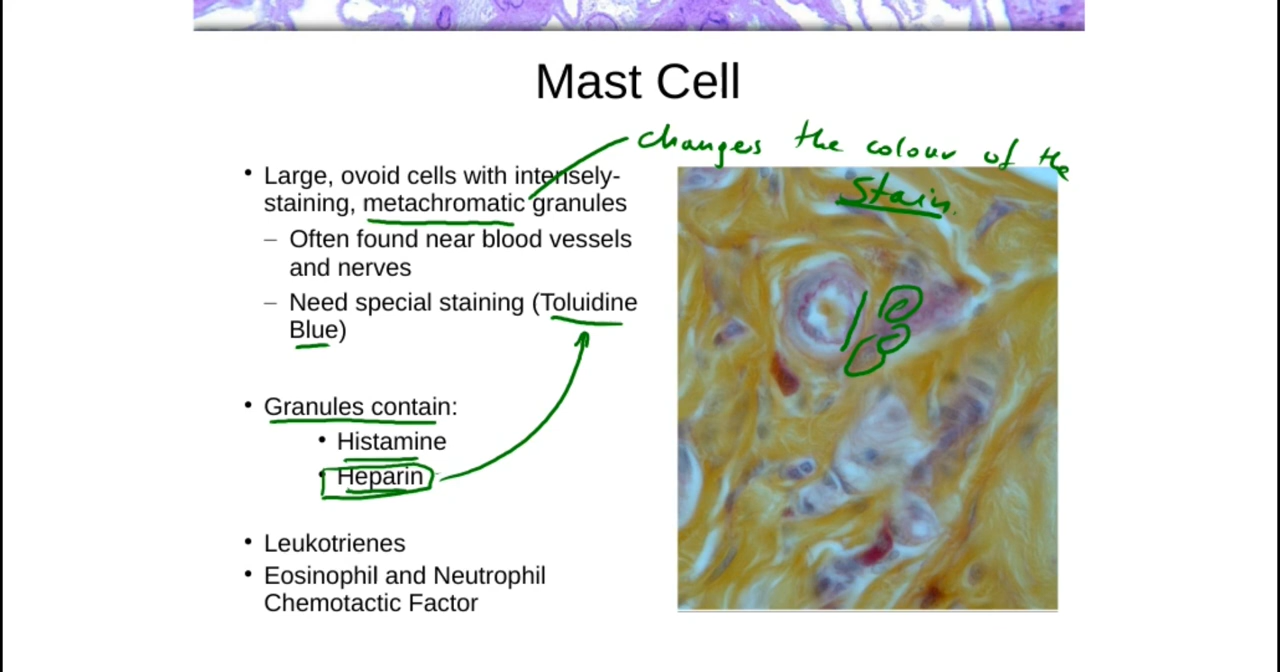 Mast Cell
changes the colour of the
stain.
• Large, ovoid cells with intensely-
staining, metachromatic granules
– Often found near blood vessels
and nerves
– Need special staining (Toluidine
Blue)
• Granules contain:
• Histamine
• Heparin
• Leukotrienes
• Eosinophil and Neutrophil
Chemotactic Factor